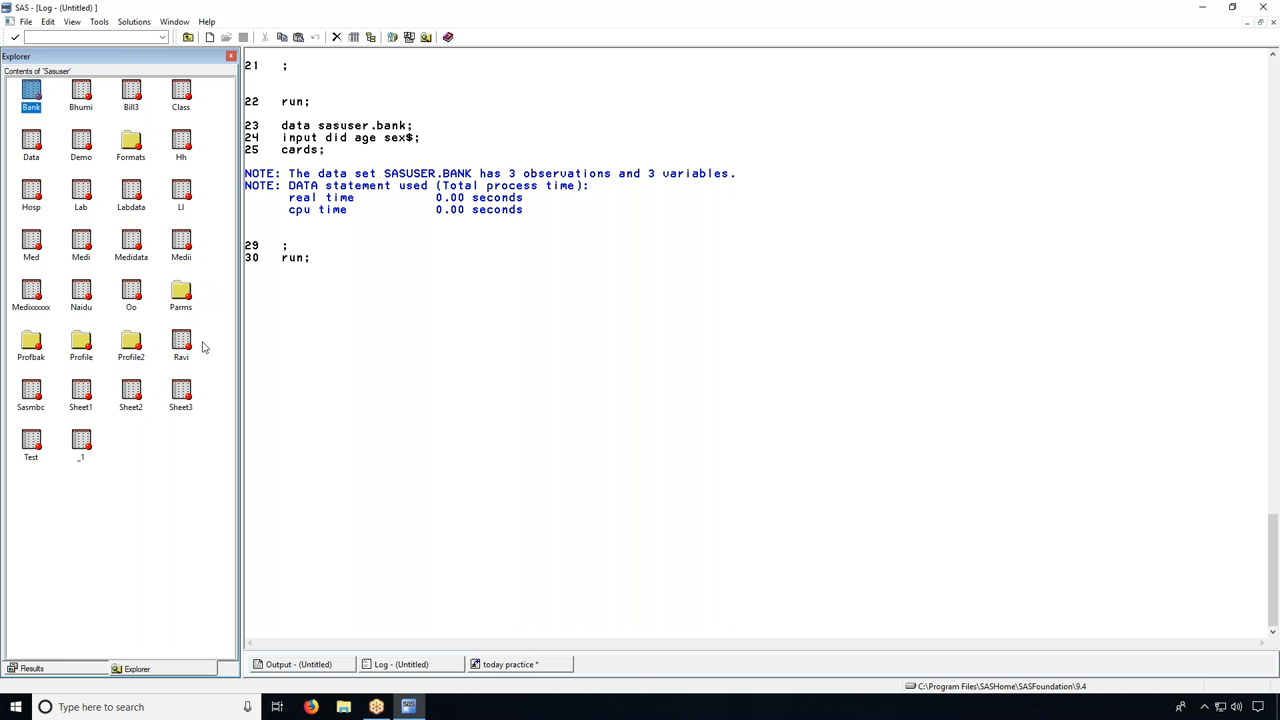 SAS - [Log - (Untitled) ]
File Edit View Tools Solutions Window Help
Explorer
Contents of 'Sasuser'
Bank Bhumi Bill3 Class
Data Demo Formats Hh
Hosp Lab Labdata
Med Medi Medidata Medii
Medixxxxxx Naidu Oo Parms
Profbak Profile Profile2 Ravi
Sasmbc Sheet1 Sheet2 Sheet3
Test _1
Results Explorer
21 ;
22 run;
23 data sasuser.bank;
24 input did age sex$;
25 cards;
NOTE: The data set SASUSER.BANK has 3 observations and 3 variables.
NOTE: DATA statement used (Total process time):
real time 0.00 seconds
cpu time 0.00 seconds
29 ;
30 run;
Output - (Untitled) Log - (Untitled) today practice *
C:\Program Files\SASHome\SASFoundation\9.4
Type here to search